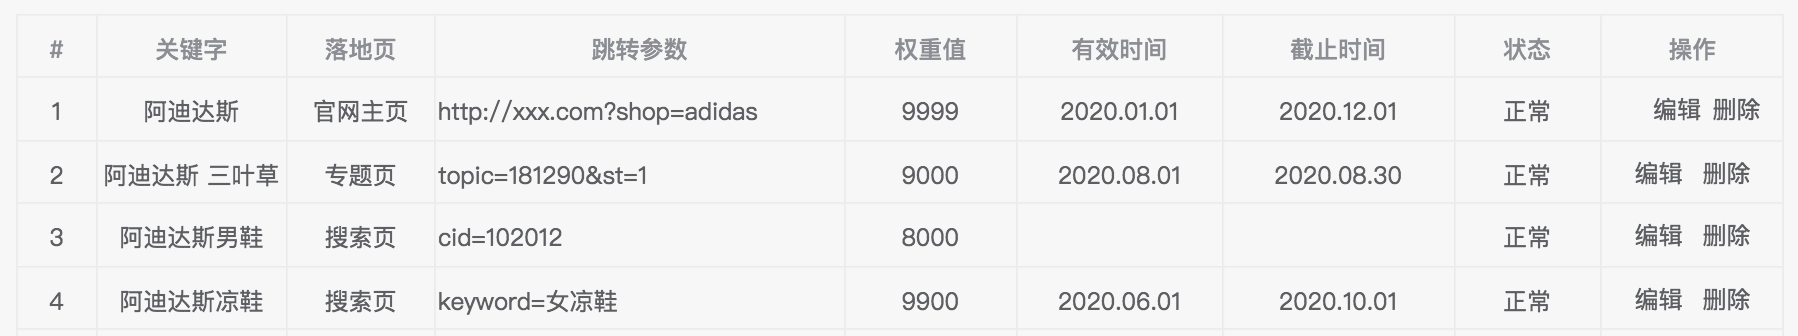 # 关键字 落地页 跳转参数 权重值 有效时间 截止时间 状态 操作
1 阿迪达斯 官网主页 http://xxx.com?shop=adidas 9999 2020.01.01 2020.12.01 正常 编辑 删除
2 阿迪达斯 三叶草 专题页 topic=181290&st=1 9000 2020.08.01 2020.08.30 正常 编辑 删除
3 阿迪达斯男鞋 搜索页 cid=102012 8000 正常 编辑 删除
4 阿迪达斯凉鞋 搜索页 keyword=女凉鞋 9900 2020.06.01 2020.10.01 正常 编辑 删除